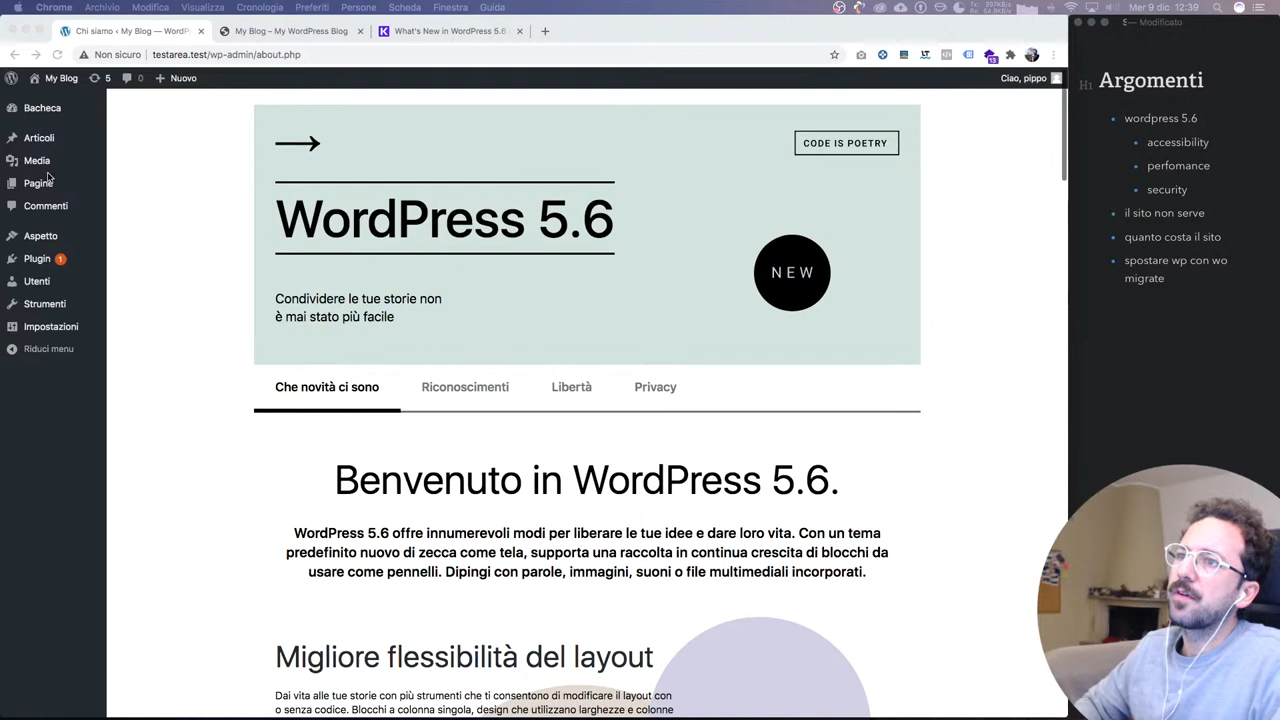 Chrome Archivio Modifica Visualizza Cronologia Preferiti Persone Scheda Finestra Guida
Mer 9 dic 12:39
Chi siamo ‹ My Blog — WordP
My Blog – My WordPress Blog
What's New in WordPress 5.6
Non sicuro testarea.test/wp-admin/about.php
13
My Blog 5 0 Nuovo
Ciao, pippo
Bacheca
Articoli
Media
Pagine
Commenti
Aspetto
Plugin 1
Utenti
Strumenti
Impostazioni
Riduci menu
CODE IS POETRY
WordPress 5.6
NEW
Condividere le tue storie non
è mai stato più facile
Che novità ci sono Riconoscimenti Libertà Privacy
Benvenuto in WordPress 5.6.
WordPress 5.6 offre innumerevoli modi per liberare le tue idee e dare loro vita. Con un tema
predefinito nuovo di zecca come tela, supporta una raccolta in continua crescita di blocchi da
usare come pennelli. Dipingi con parole, immagini, suoni o file multimediali incorporati.
Migliore flessibilità del layout
Dai vita alle tue storie con più strumenti che ti consentono di modificare il layout con
o senza codice. Blocchi a colonna singola, design che utilizzano larghezze e colonne
— Modificato
H1 Argomenti
wordpress 5.6
accessibility
perfomance
security
il sito non serve
quanto costa il sito
spostare wp con wo
migrate